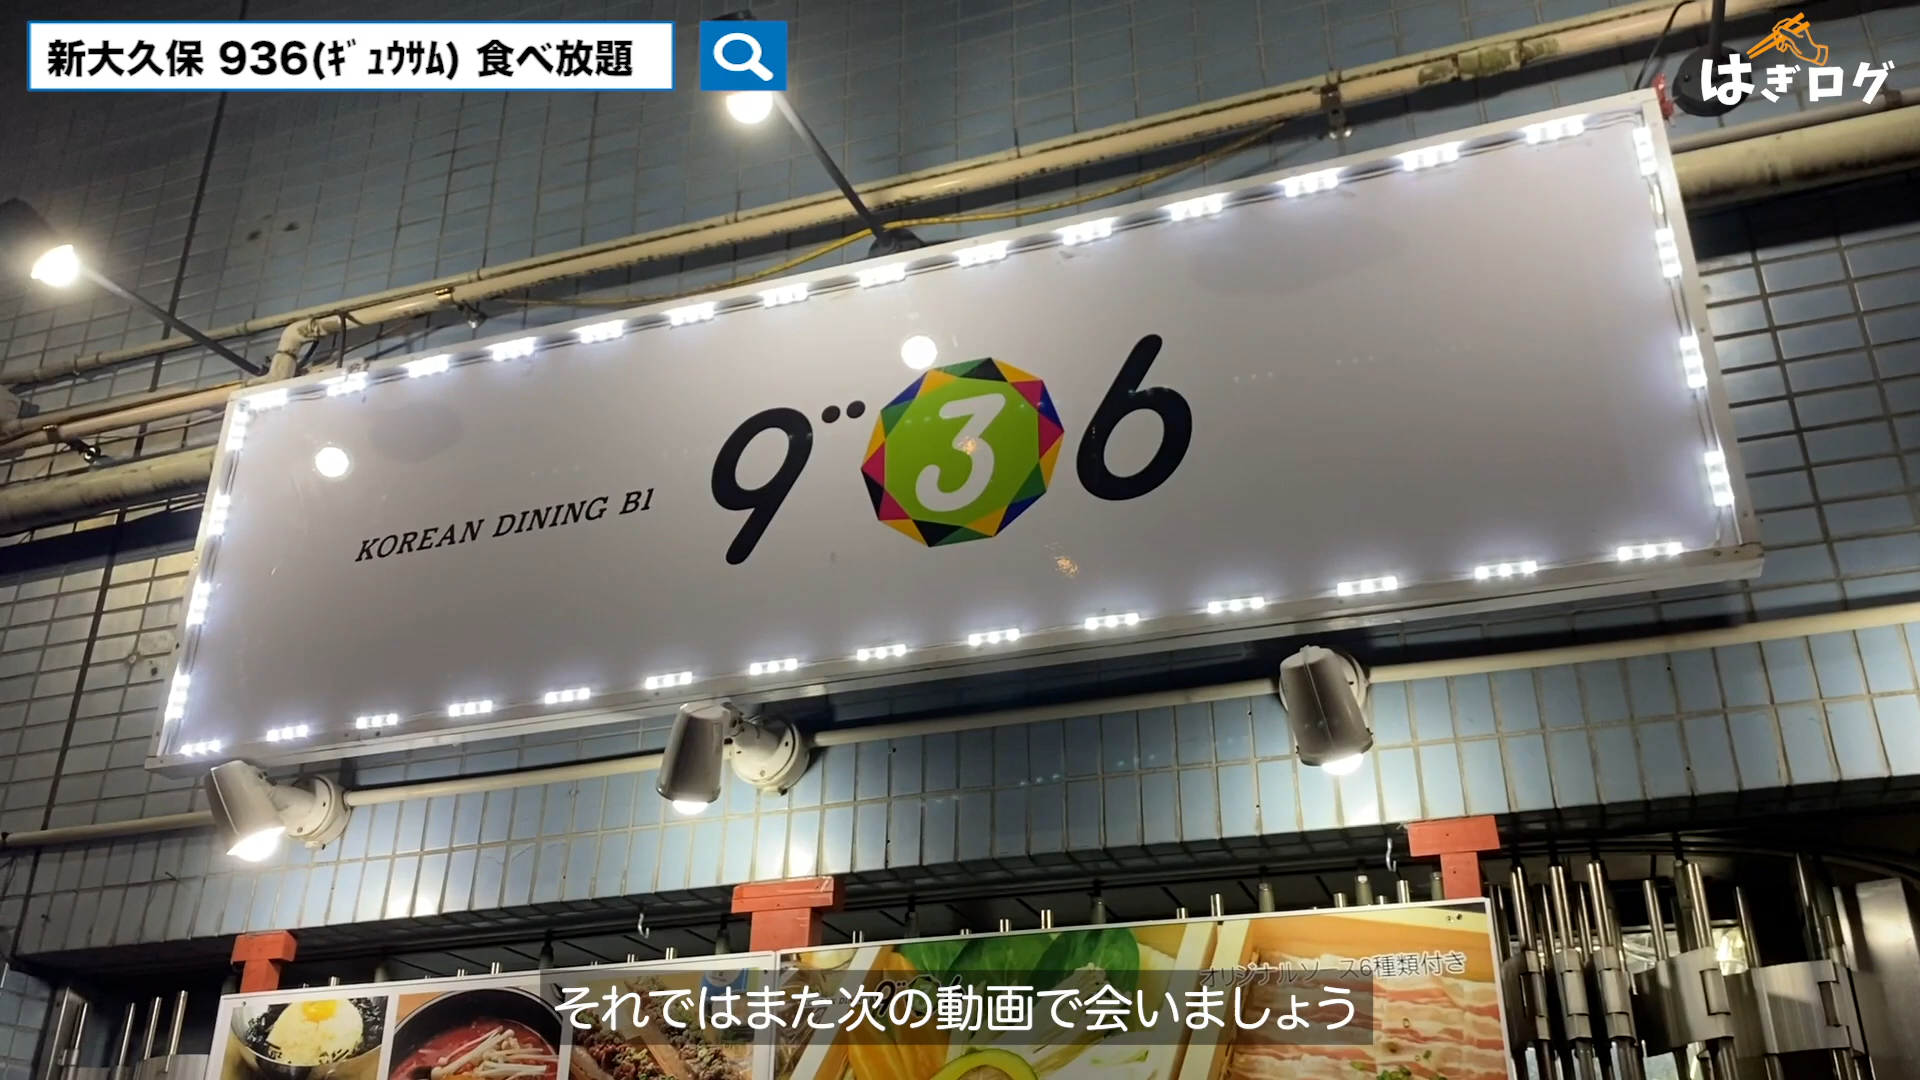 新大久保 936(ｷﾞｭｳｻﾑ) 食べ放題
はぎログ
KOREAN DINING B1
9¨36
オリジナルソース6種類付き
それではまた次の動画で会いましょう